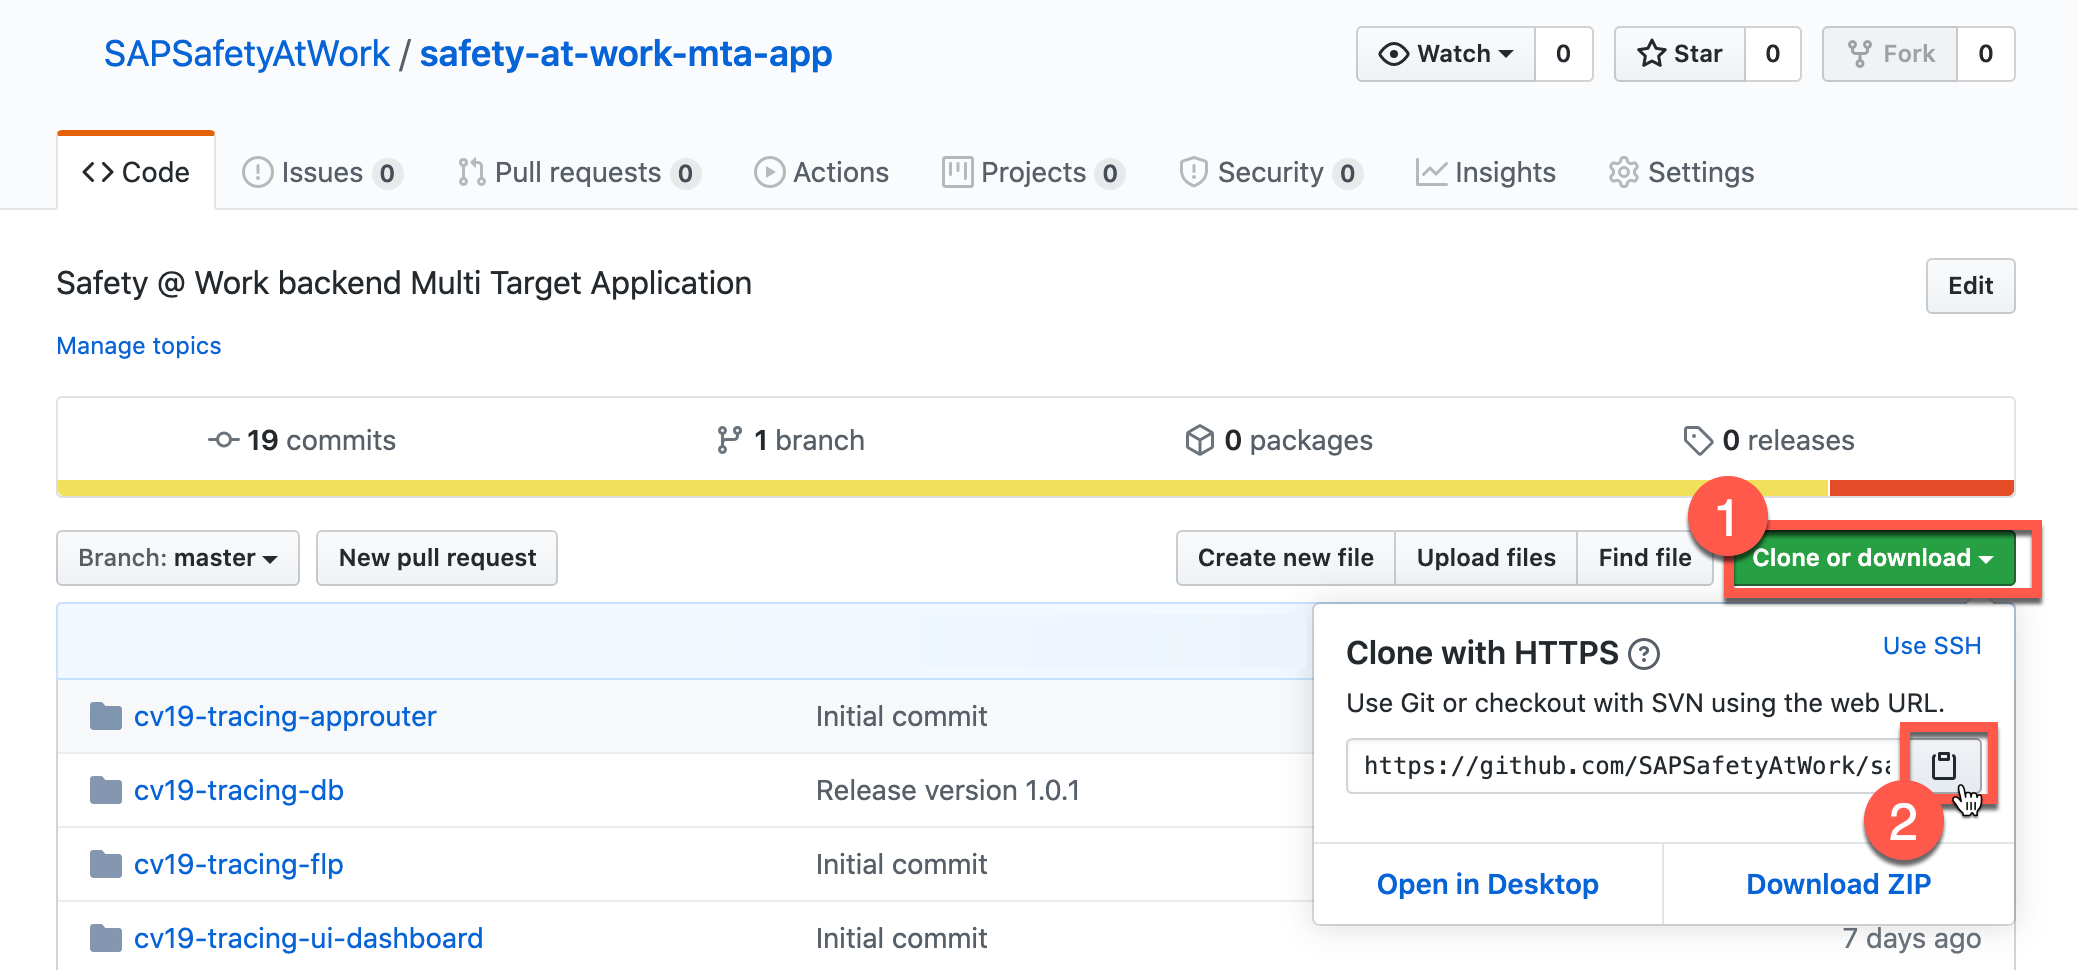 SAPSafetyAtWork / safety-at-work-mta-app
Watch 0 Star 0 Fork 0
Code Issues 0 Pull requests 0 Actions Projects 0 Security 0 Insights Settings
Safety @ Work backend Multi Target Application
Edit
Manage topics
19 commits 1 branch 0 packages 0 releases
1
Branch: master New pull request Create new file Upload files Find file Clone or download
Clone with HTTPS ? Use SSH
Use Git or checkout with SVN using the web URL.
https://github.com/SAPSafetyAtWork/sa
2
Open in Desktop Download ZIP
cv19-tracing-approuter Initial commit
cv19-tracing-db Release version 1.0.1
cv19-tracing-flp Initial commit
cv19-tracing-ui-dashboard Initial commit 7 days ago